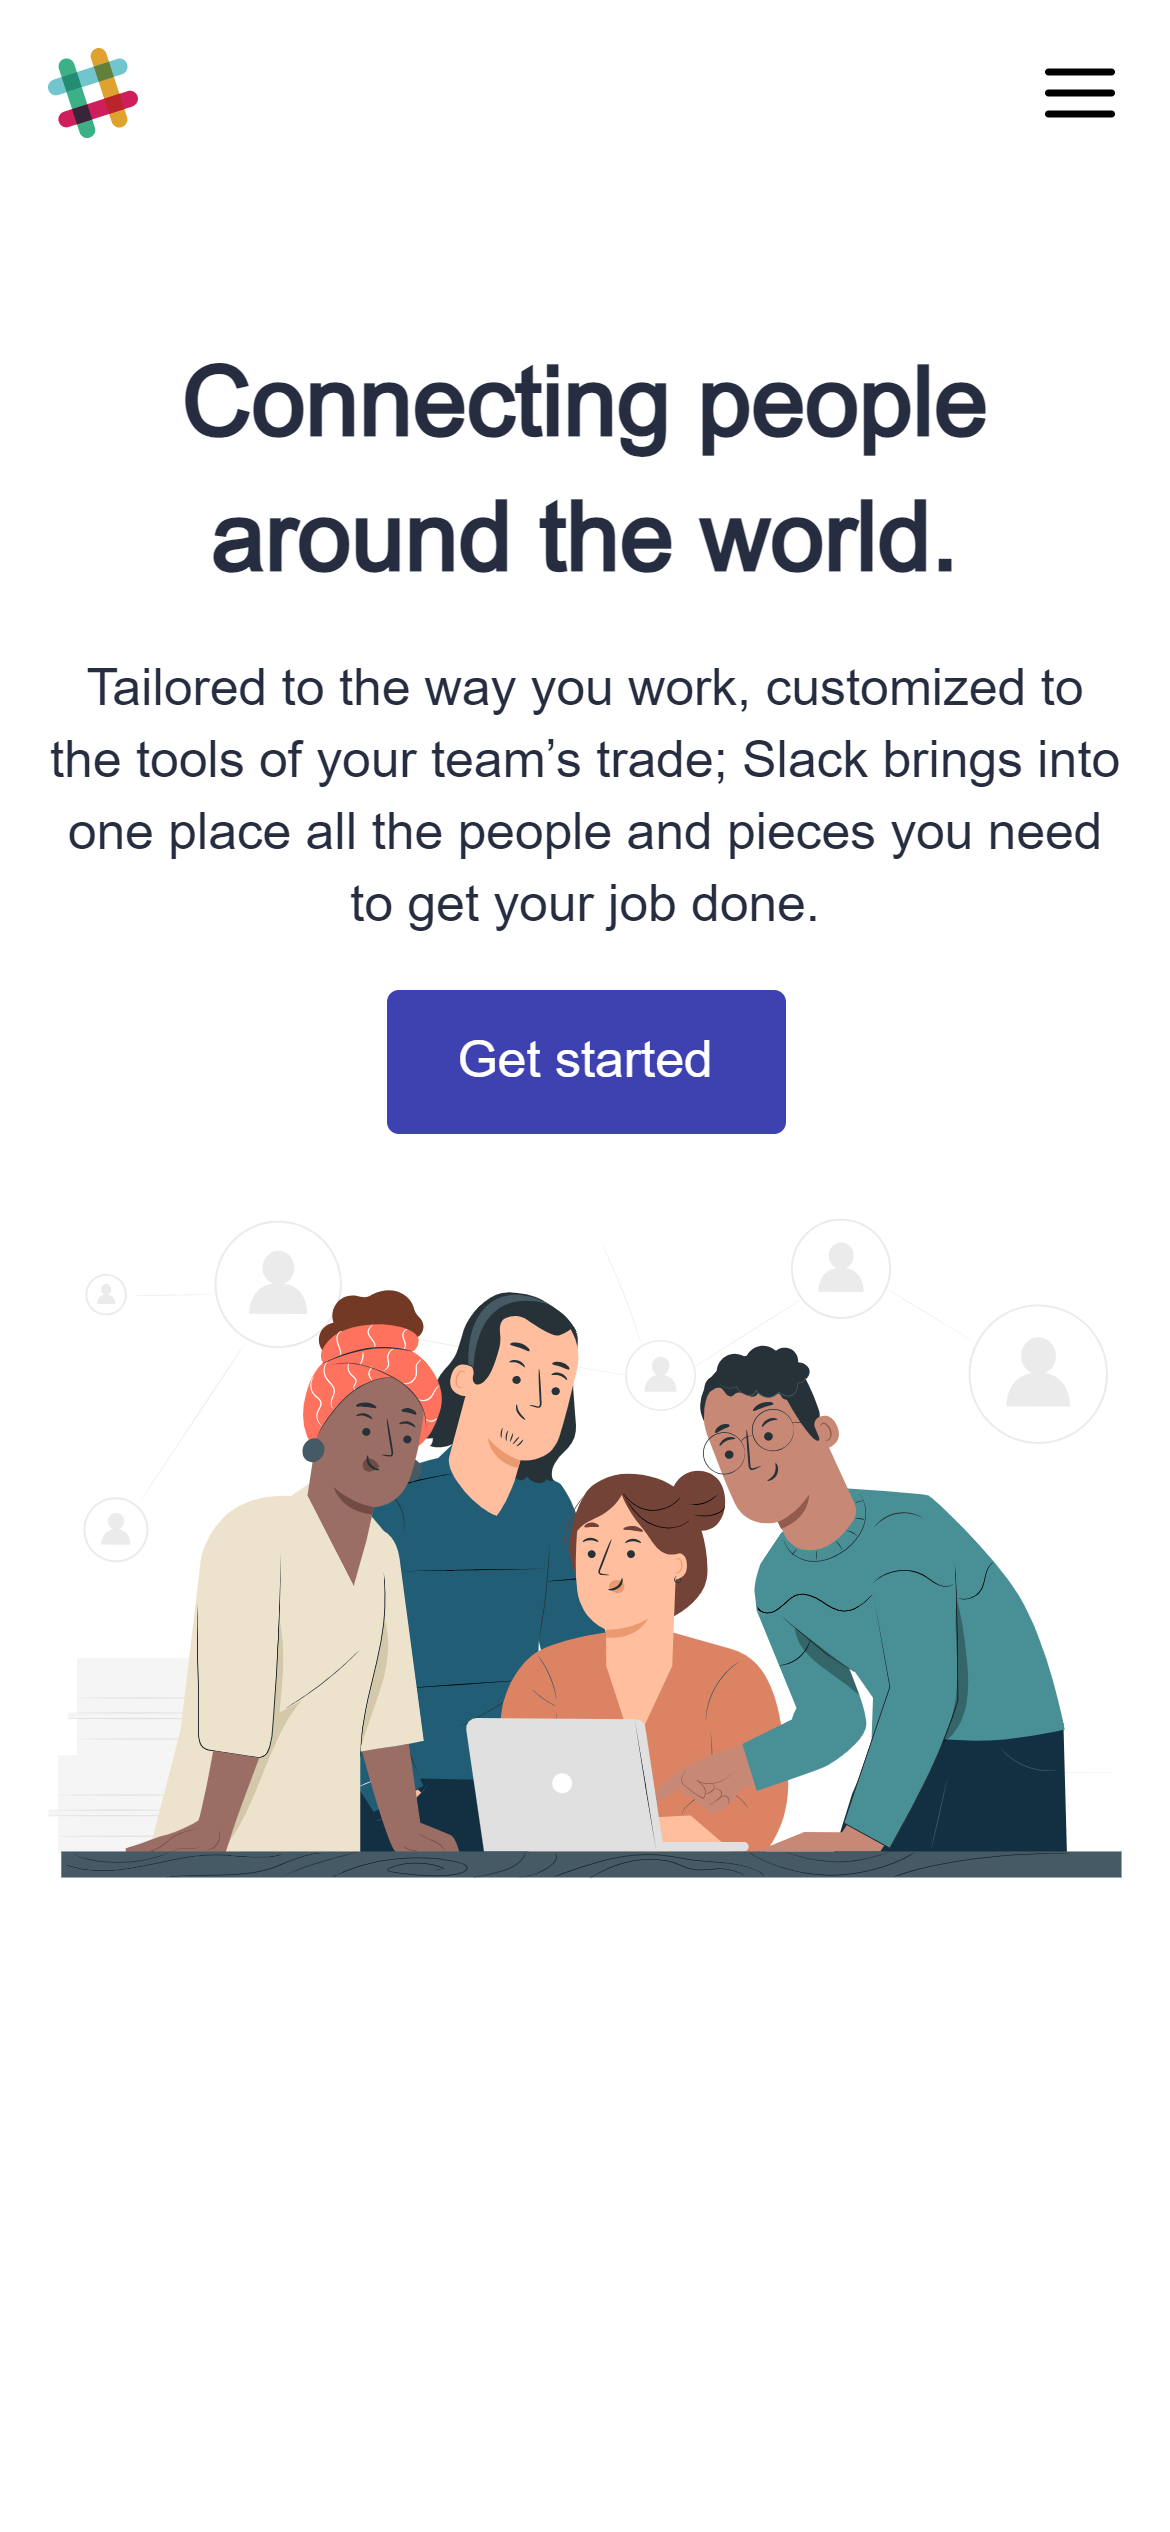 Connecting people
around the world.
Tailored to the way you work, customized to
the tools of your team’s trade; Slack brings into
one place all the people and pieces you need
to get your job done.
Get started